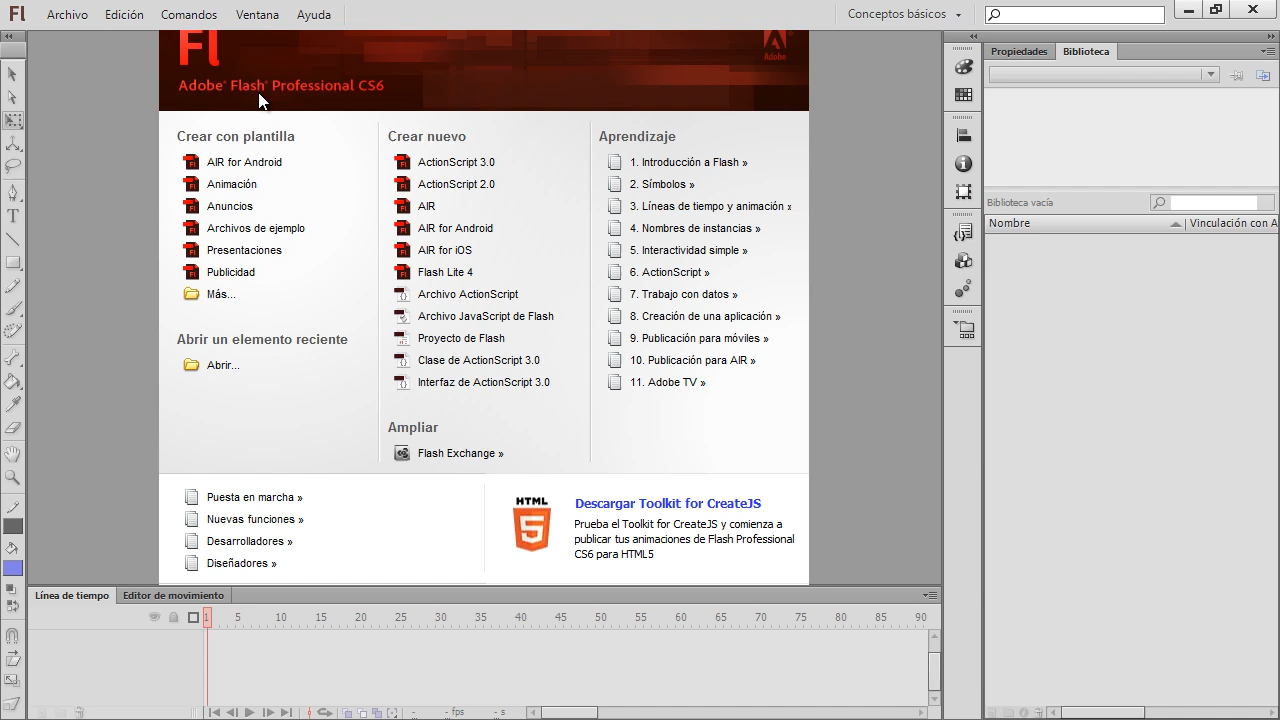 Fl Archivo Edición Comandos Ventana Ayuda Conceptos básicos
Propiedades Biblioteca
Fl
Adobe
Adobe® Flash® Professional CS6
Crear con plantilla
AIR for Android
Animación
Anuncios
Archivos de ejemplo
Presentaciones
Publicidad
Más...
Abrir un elemento reciente
Abrir...
Crear nuevo
ActionScript 3.0
ActionScript 2.0
AIR
AIR for Android
AIR for iOS
Flash Lite 4
Archivo ActionScript
Archivo JavaScript de Flash
Proyecto de Flash
Clase de ActionScript 3.0
Interfaz de ActionScript 3.0
Ampliar
Flash Exchange »
Aprendizaje
1. Introducción a Flash »
2. Símbolos »
3. Líneas de tiempo y animación »
4. Nombres de instancias »
5. Interactividad simple »
6. ActionScript »
7. Trabajo con datos »
8. Creación de una aplicación »
9. Publicación para móviles »
10. Publicación para AIR »
11. Adobe TV »
Puesta en marcha »
Nuevas funciones »
Desarrolladores »
Diseñadores »
HTML
5
Descargar Toolkit for CreateJS
Prueba el Toolkit for CreateJS y comienza a
publicar tus animaciones de Flash Professional
CS6 para HTML5
Biblioteca vacía
Nombre Vinculación con A
Línea de tiempo Editor de movimiento
1 5 10 15 20 25 30 35 40 45 50 55 60 65 70 75 80 85 90
- - fps - s